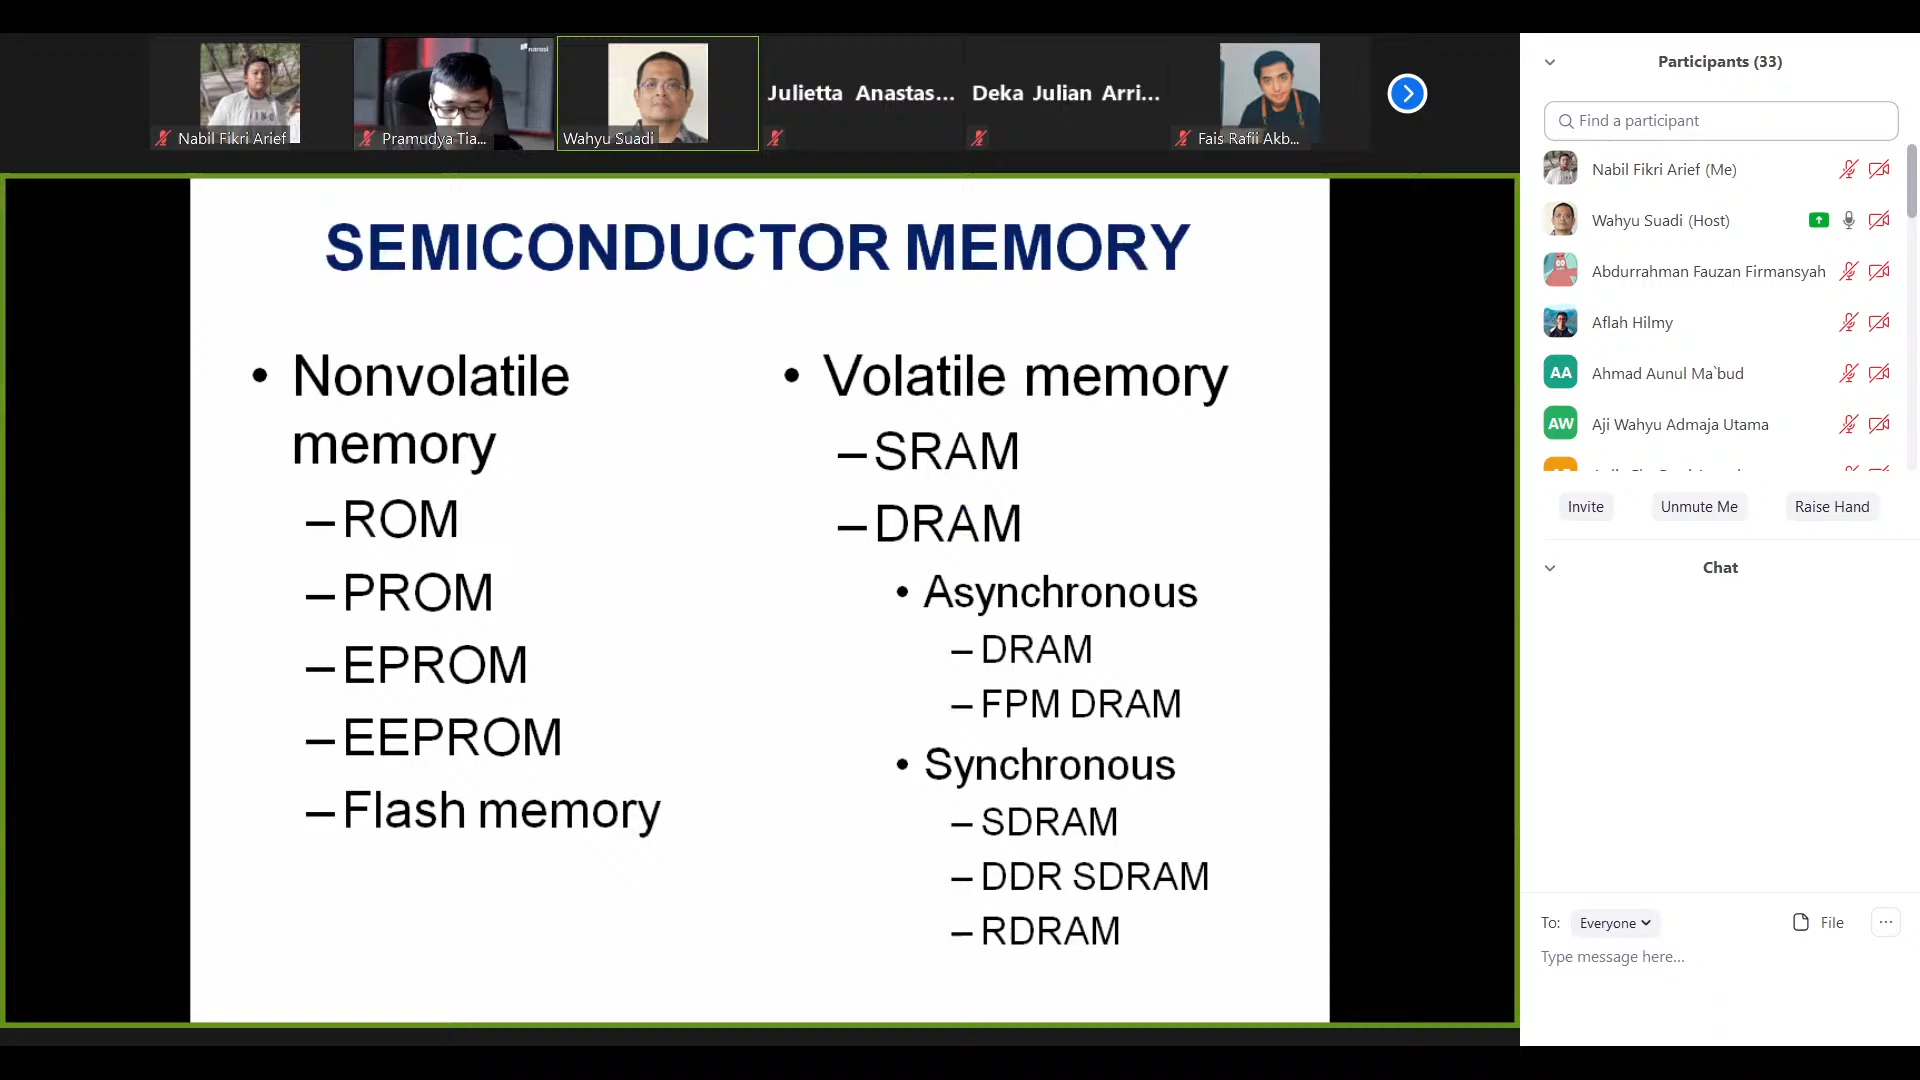 narasi
Nabil Fikri Arief
Pramudya Tia...
Wahyu Suadi
Julietta Anastas...
Deka Julian Arri...
Fais Rafii Akb...
SEMICONDUCTOR MEMORY
• Nonvolatile
memory
– ROM
– PROM
– EPROM
– EEPROM
– Flash memory
• Volatile memory
– SRAM
– DRAM
• Asynchronous
– DRAM
– FPM DRAM
• Synchronous
– SDRAM
– DDR SDRAM
– RDRAM
Participants (33)
Find a participant
Nabil Fikri Arief (Me)
Wahyu Suadi (Host)
Abdurrahman Fauzan Firmansyah
Aflah Hilmy
AA Ahmad Aunul Ma`bud
AW Aji Wahyu Admaja Utama
Invite Unmute Me Raise Hand
Chat
To: Everyone File ...
Type message here...